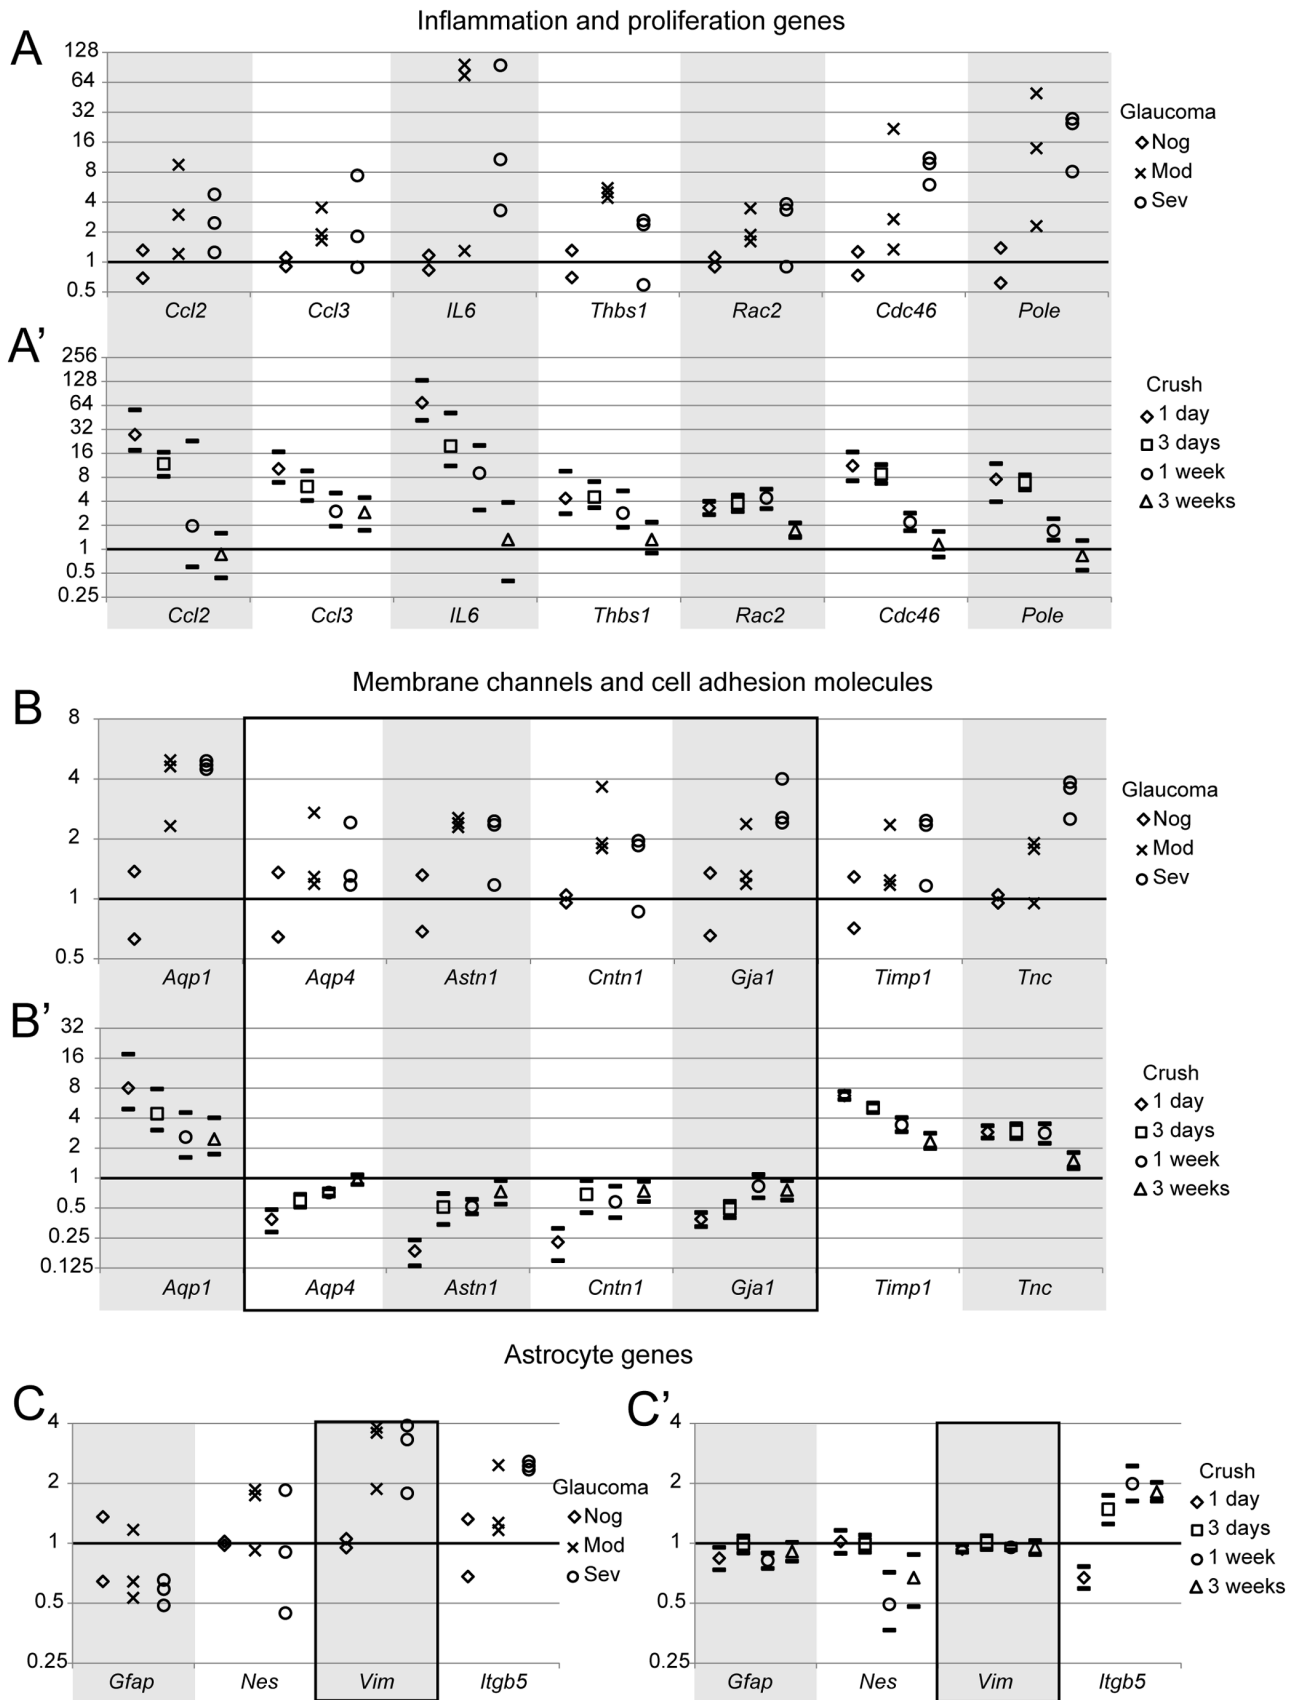 Inflammation and proliferation genes
A
128
64
32
16
8
4
2
1
0.5
Ccl2 Ccl3 IL6 Thbs1 Rac2 Cdc46 Pole
Glaucoma
Nog
Mod
Sev
A’
256
128
64
32
16
8
4
2
1
0.5
0.25
Ccl2 Ccl3 IL6 Thbs1 Rac2 Cdc46 Pole
Crush
1 day
3 days
1 week
3 weeks
Membrane channels and cell adhesion molecules
B
8
4
2
1
0.5
Aqp1 Aqp4 Astn1 Cntn1 Gja1 Timp1 Tnc
Glaucoma
Nog
Mod
Sev
B’
32
16
8
4
2
1
0.5
0.25
0.125
Aqp1 Aqp4 Astn1 Cntn1 Gja1 Timp1 Tnc
Crush
1 day
3 days
1 week
3 weeks
Astrocyte genes
C
4
2
1
0.5
0.25
Gfap Nes Vim Itgb5
Glaucoma
Nog
Mod
Sev
C’
4
2
1
0.5
0.25
Gfap Nes Vim Itgb5
Crush
1 day
3 days
1 week
3 weeks